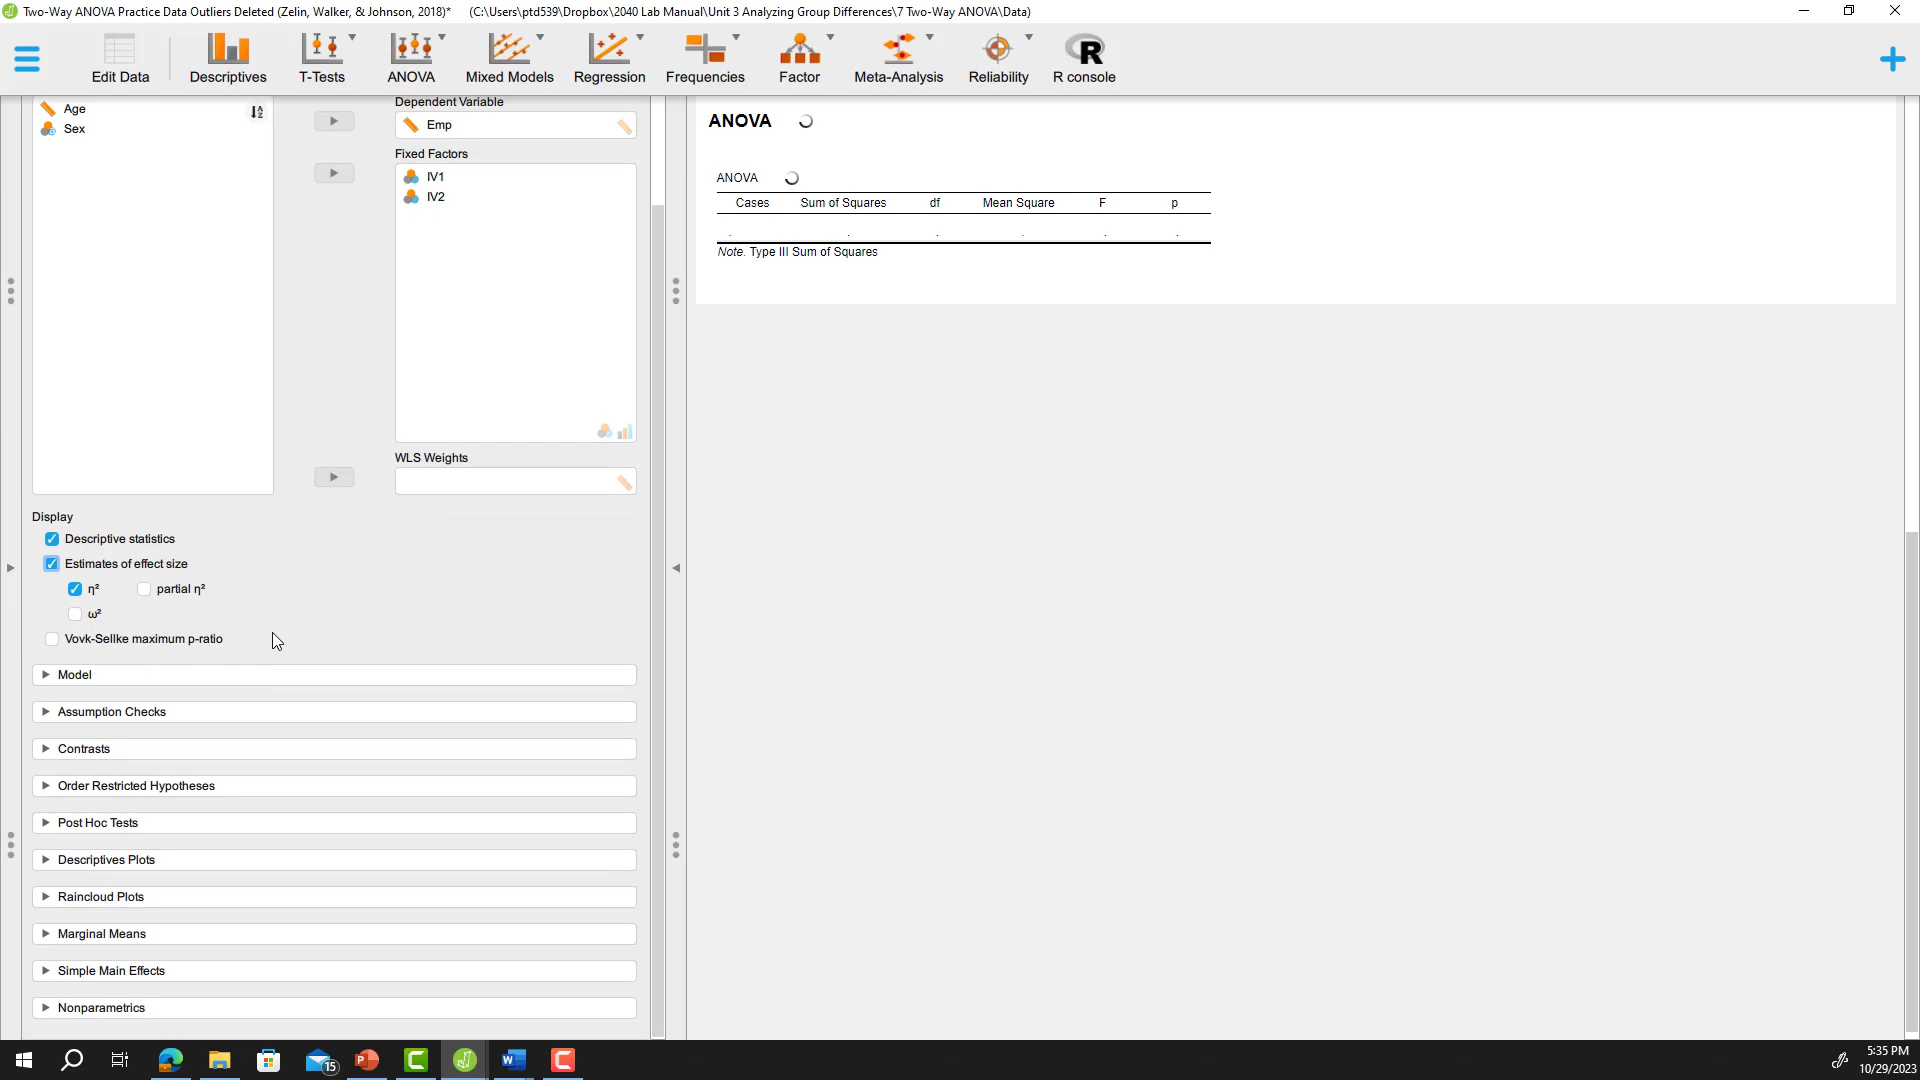 Two-Way ANOVA Practice Data Outliers Deleted (Zelin, Walker, & Johnson, 2018)* (C:\Users\ptd539\Dropbox\2040 Lab Manual\Unit 3 Analyzing Group Differences\7 Two-Way ANOVA\Data)
Edit Data Descriptives T-Tests ANOVA Mixed Models Regression Frequencies Factor Meta-Analysis Reliability R console
Age
Sex
Dependent Variable
Emp
Fixed Factors
IV1
IV2
WLS Weights
Display
Descriptive statistics
Estimates of effect size
η² partial η²
ω²
Vovk-Sellke maximum p-ratio
Model
Assumption Checks
Contrasts
Order Restricted Hypotheses
Post Hoc Tests
Descriptives Plots
Raincloud Plots
Marginal Means
Simple Main Effects
Nonparametrics
ANOVA
ANOVA
Cases Sum of Squares df Mean Square F p
. . . . . .
Note. Type III Sum of Squares
15
5:35 PM
10/29/2023